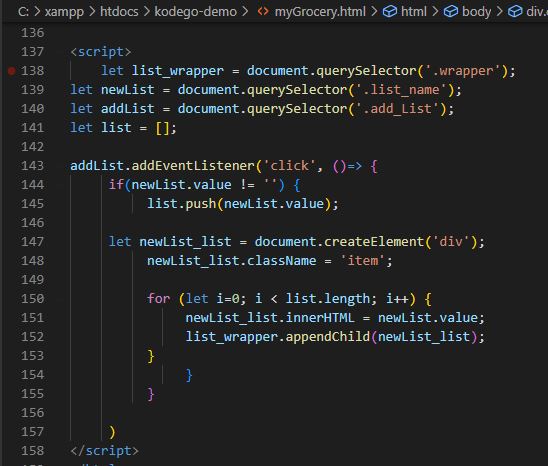 C: > xampp > htdocs > kodego-demo > <> myGrocery.html > html > body > div.
136
137 <script>
138     let list_wrapper = document.querySelector('.wrapper');
139 let newList = document.querySelector('.list_name');
140 let addList = document.querySelector('.add_List');
141 let list = [];
142
143 addList.addEventListener('click', ()=> {
144     if(newList.value != '') {
145         list.push(newList.value);
146
147     let newList_list = document.createElement('div');
148         newList_list.className = 'item';
149
150         for (let i=0; i < list.length; i++) {
151             newList_list.innerHTML = newList.value;
152             list_wrapper.appendChild(newList_list);
153         }
154             }
155         }
156
157     )
158 </script>